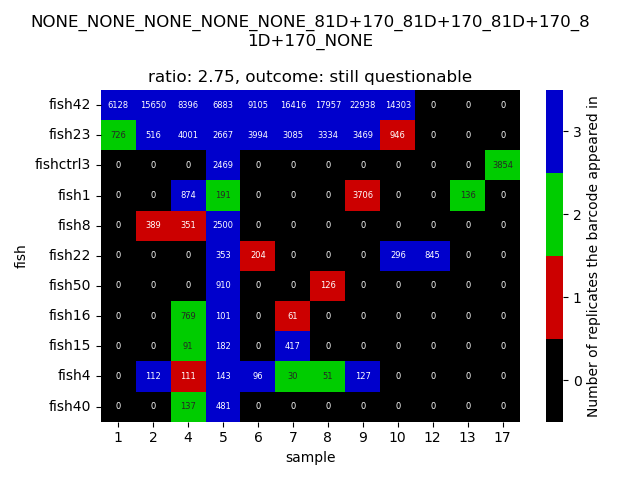 NONE_NONE_NONE_NONE_NONE_81D+170_81D+170_81D+170_8
1D+170_NONE
ratio: 2.75, outcome: still questionable
fish42 6128 15650 8396 6883 9105 16416 17957 22938 14303 0 0 0
fish23 726 516 4001 2667 3994 3085 3334 3469 946 0 0 0
fishctrl3 0 0 0 2469 0 0 0 0 0 0 0 3854
fish1 0 0 874 191 0 0 0 3706 0 0 136 0
fish8 0 389 351 2500 0 0 0 0 0 0 0 0
fish22 0 0 0 353 204 0 0 0 296 845 0 0
fish50 0 0 0 910 0 0 126 0 0 0 0 0
fish16 0 0 769 101 0 61 0 0 0 0 0 0
fish15 0 0 91 182 0 417 0 0 0 0 0 0
fish4 0 112 111 143 96 30 51 127 0 0 0 0
fish40 0 0 137 481 0 0 0 0 0 0 0 0
1 2 4 5 6 7 8 9 10 12 13 17
sample
fish
3
2
1
0
Number of replicates the barcode appeared in